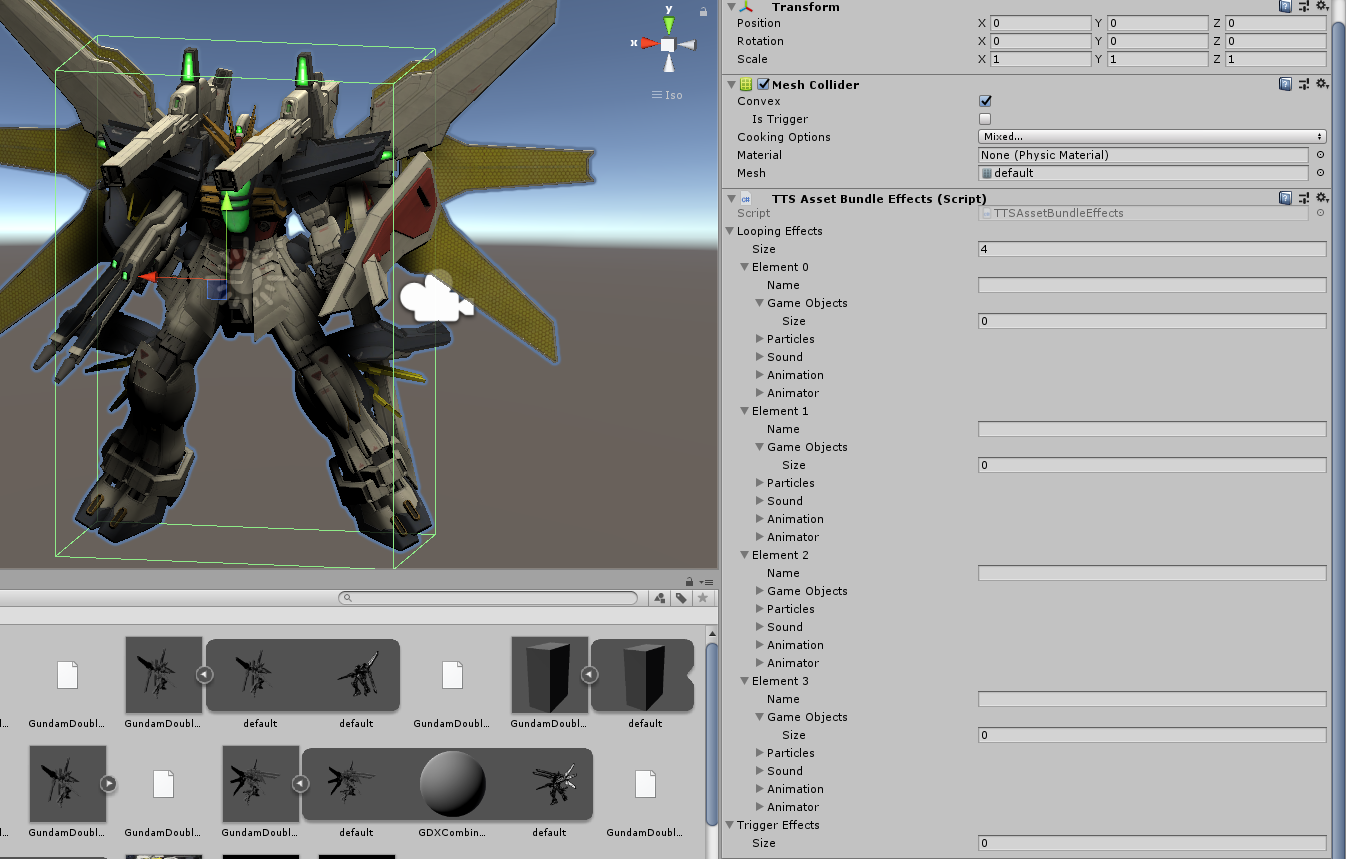 y
x
Iso
Transform
Position X 0 Y 0 Z 0
Rotation X 0 Y 0 Z 0
Scale X 1 Y 1 Z 1
Mesh Collider
Convex
Is Trigger
Cooking Options Mixed...
Material None (Physic Material)
Mesh default
TTS Asset Bundle Effects (Script)
Script TTSAssetBundleEffects
Looping Effects
Size 4
Element 0
Name
Game Objects
Size 0
Particles
Sound
Animation
Animator
Element 1
Name
Game Objects
Size 0
Particles
Sound
Animation
Animator
Element 2
Name
Game Objects
Particles
Sound
Animation
Animator
Element 3
Name
Game Objects
Size 0
Particles
Sound
Animation
Animator
Trigger Effects
Size 0
GundamDoubl... GundamDoubl... default default GundamDoubl... GundamDoubl... default
GundamDoubl... GundamDoubl... GundamDoubl... default GDXCombin... default GundamDoubl...